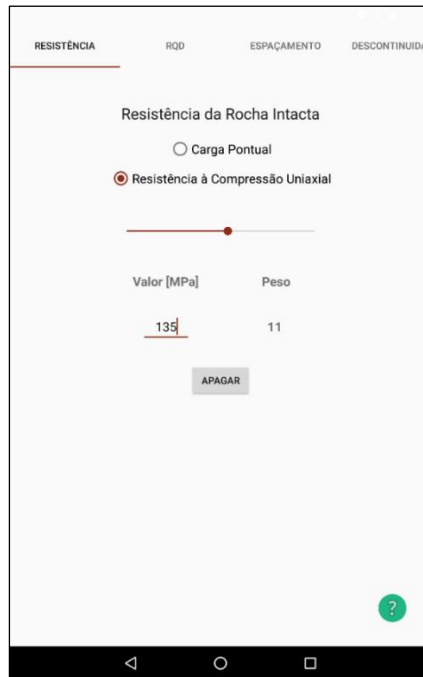 RESISTÊNCIA RQD ESPAÇAMENTO DESCONTINUIDA
Resistência da Rocha Intacta
Carga Pontual
Resistência à Compressão Uniaxial
Valor [MPa] Peso
135 11
APAGAR
?